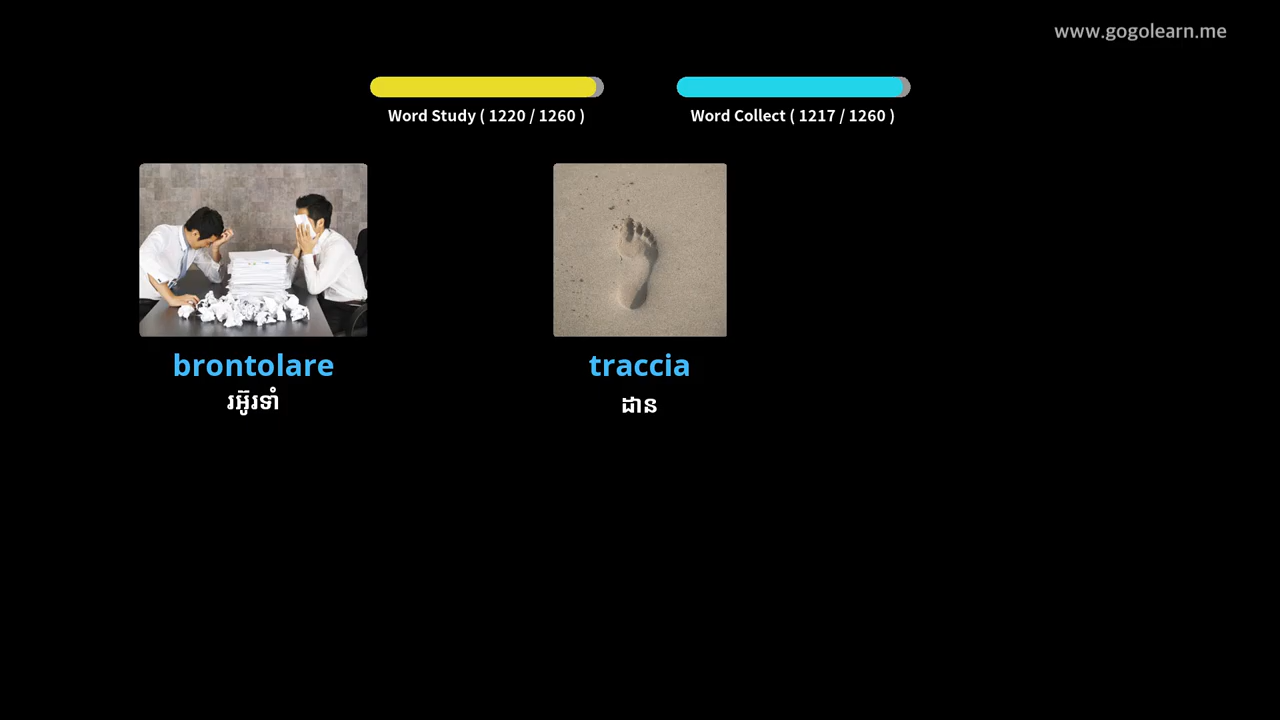 www.gogolearn.me
Word Study ( 1220 / 1260 )
Word Collect ( 1217 / 1260 )
brontolare
រអ៊ូរទាំ
traccia
ដាន